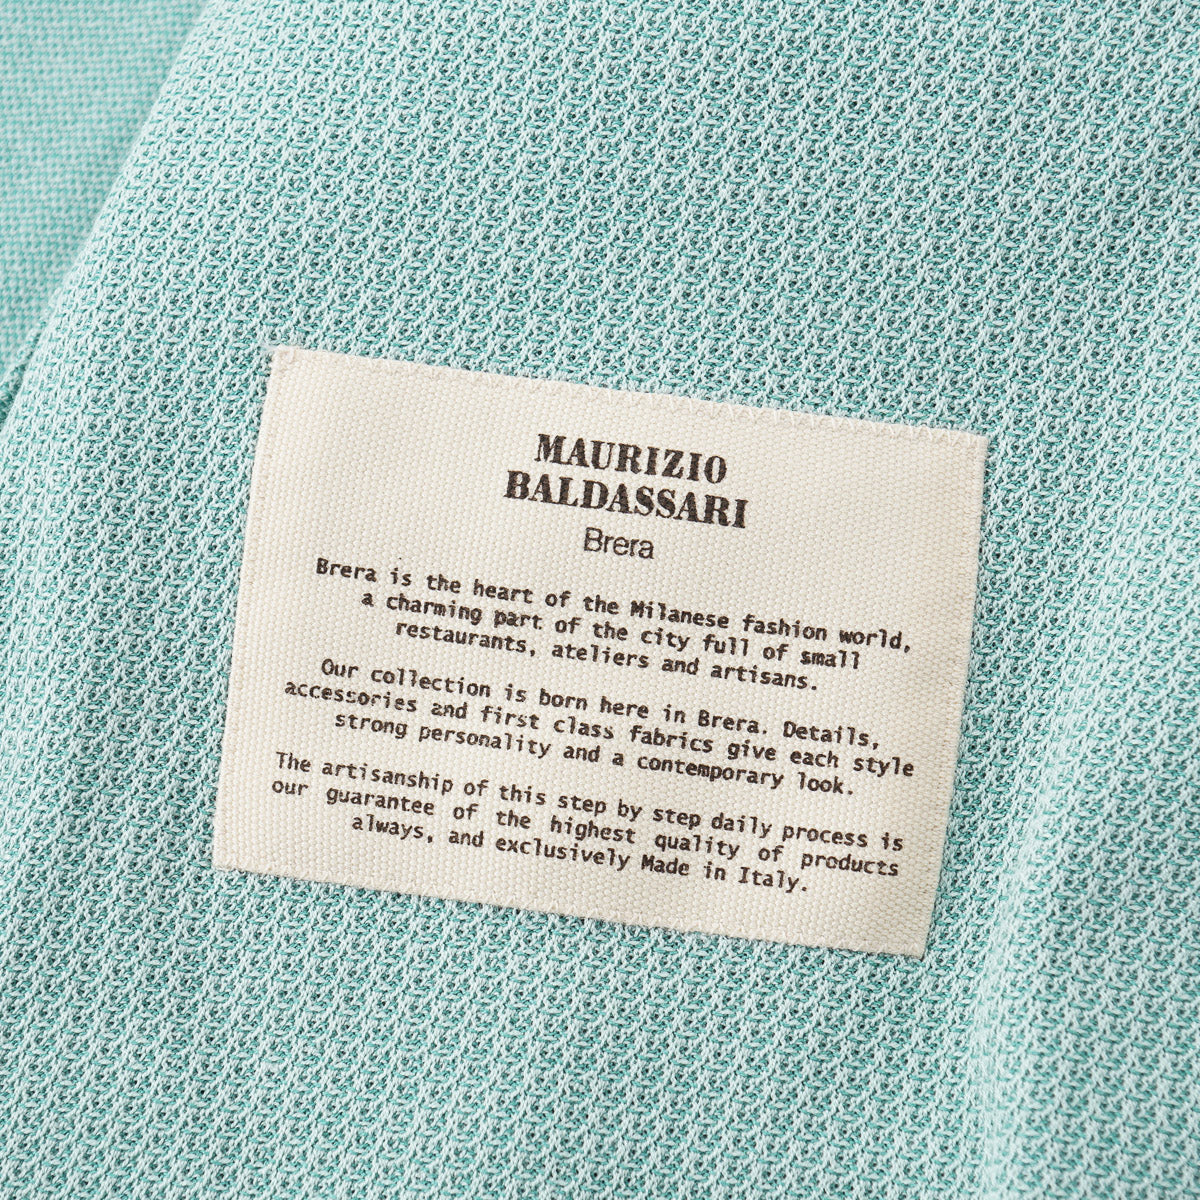 MAURIZIO
BALDASSARI
Brera
Brera is the heart of the Milanese fashion world,
a charming part of the city full of small
restaurants, ateliers and artisans.
Our collection is born here in Brera. Details,
accessories and first class fabrics give each style
strong personality and a contemporary look.
The artisanship of this step by step daily process is
our guarantee of the highest quality of products
always, and exclusively Made in Italy.